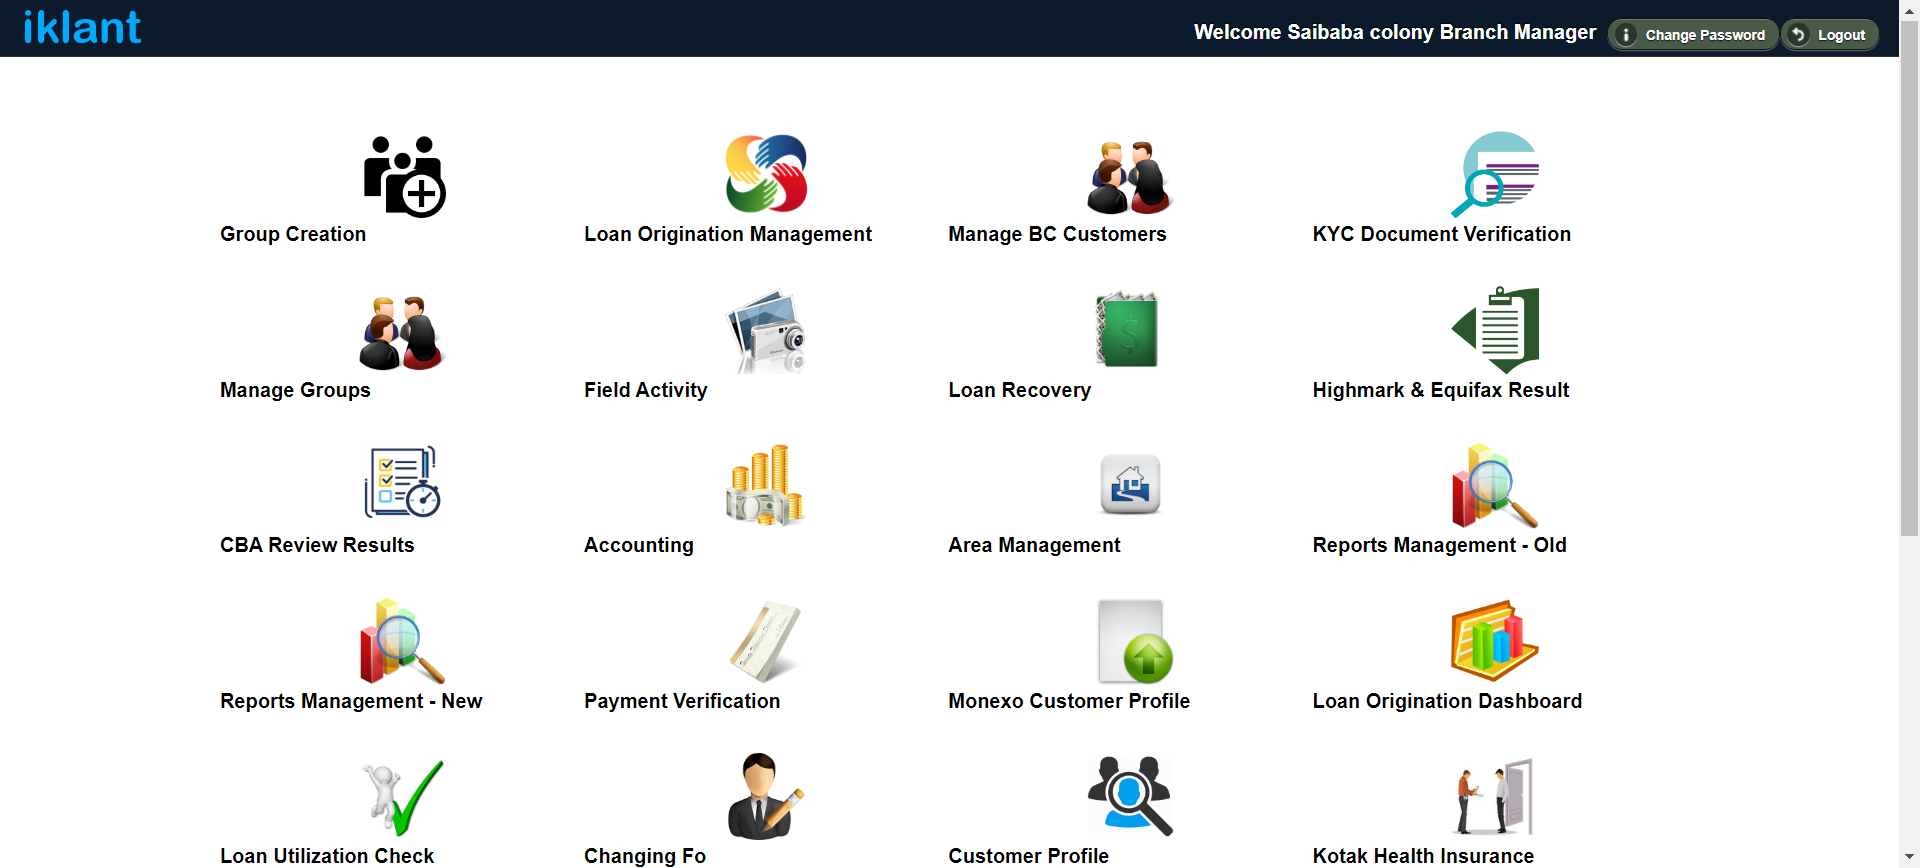 iklant
Welcome Saibaba colony Branch Manager
Change Password
Logout
Group Creation
Loan Origination Management
Manage BC Customers
KYC Document Verification
Manage Groups
Field Activity
Loan Recovery
Highmark & Equifax Result
CBA Review Results
Accounting
Area Management
Reports Management - Old
Reports Management - New
Payment Verification
Monexo Customer Profile
Loan Origination Dashboard
Loan Utilization Check
Changing Fo
Customer Profile
Kotak Health Insurance